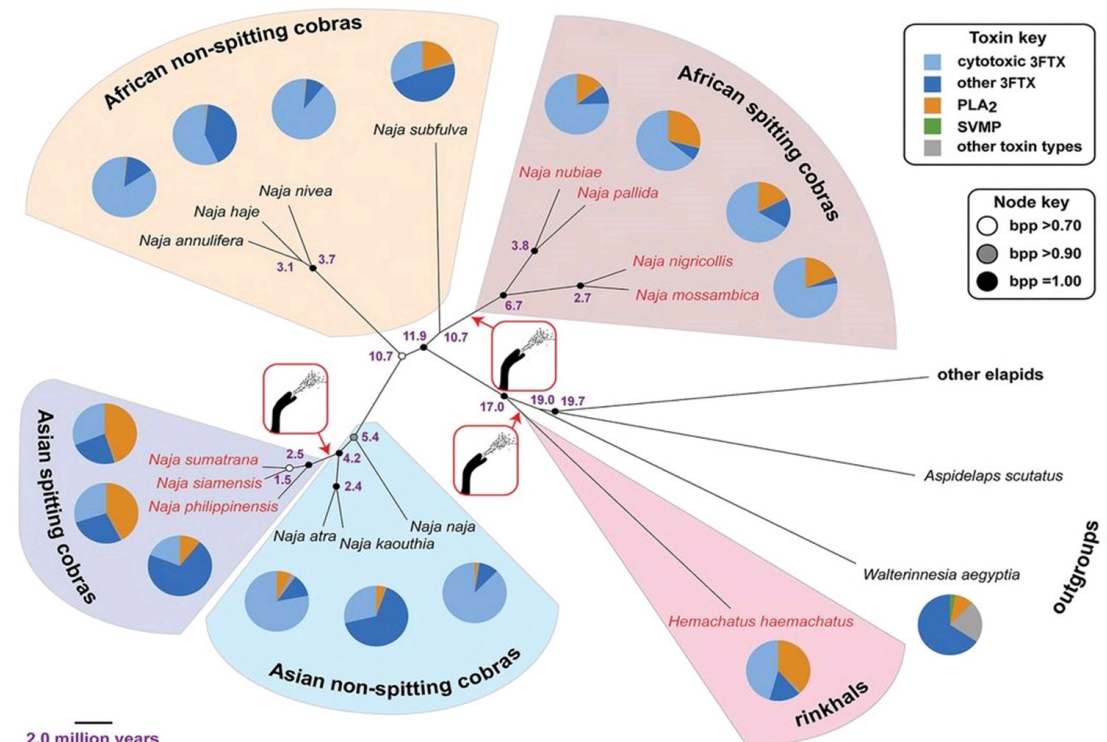 African non-spitting cobras
Naja subfulva
Naja nivea
Naja haje
Naja annulifera
3.1
3.7
African spitting cobras
Naja nubiae
Naja pallida
3.8
Naja nigricollis
Naja mossambica
6.7
2.7
Toxin key
cytotoxic 3FTX
other 3FTX
PLA2
SVMP
other toxin types
Node key
bpp >0.70
bpp >0.90
bpp =1.00
11.9
10.7
10.7
17.0
19.0
19.7
other elapids
Aspidelaps scutatus
Walterinnesia aegyptia
outgroups
Hemachatus haemachatus
rinkhals
Asian spitting cobras
Naja sumatrana
Naja siamensis
Naja philippinensis
2.5
1.5
5.4
4.2
2.4
Naja atra
Naja kaouthia
Naja naja
Asian non-spitting cobras
2.0 million years